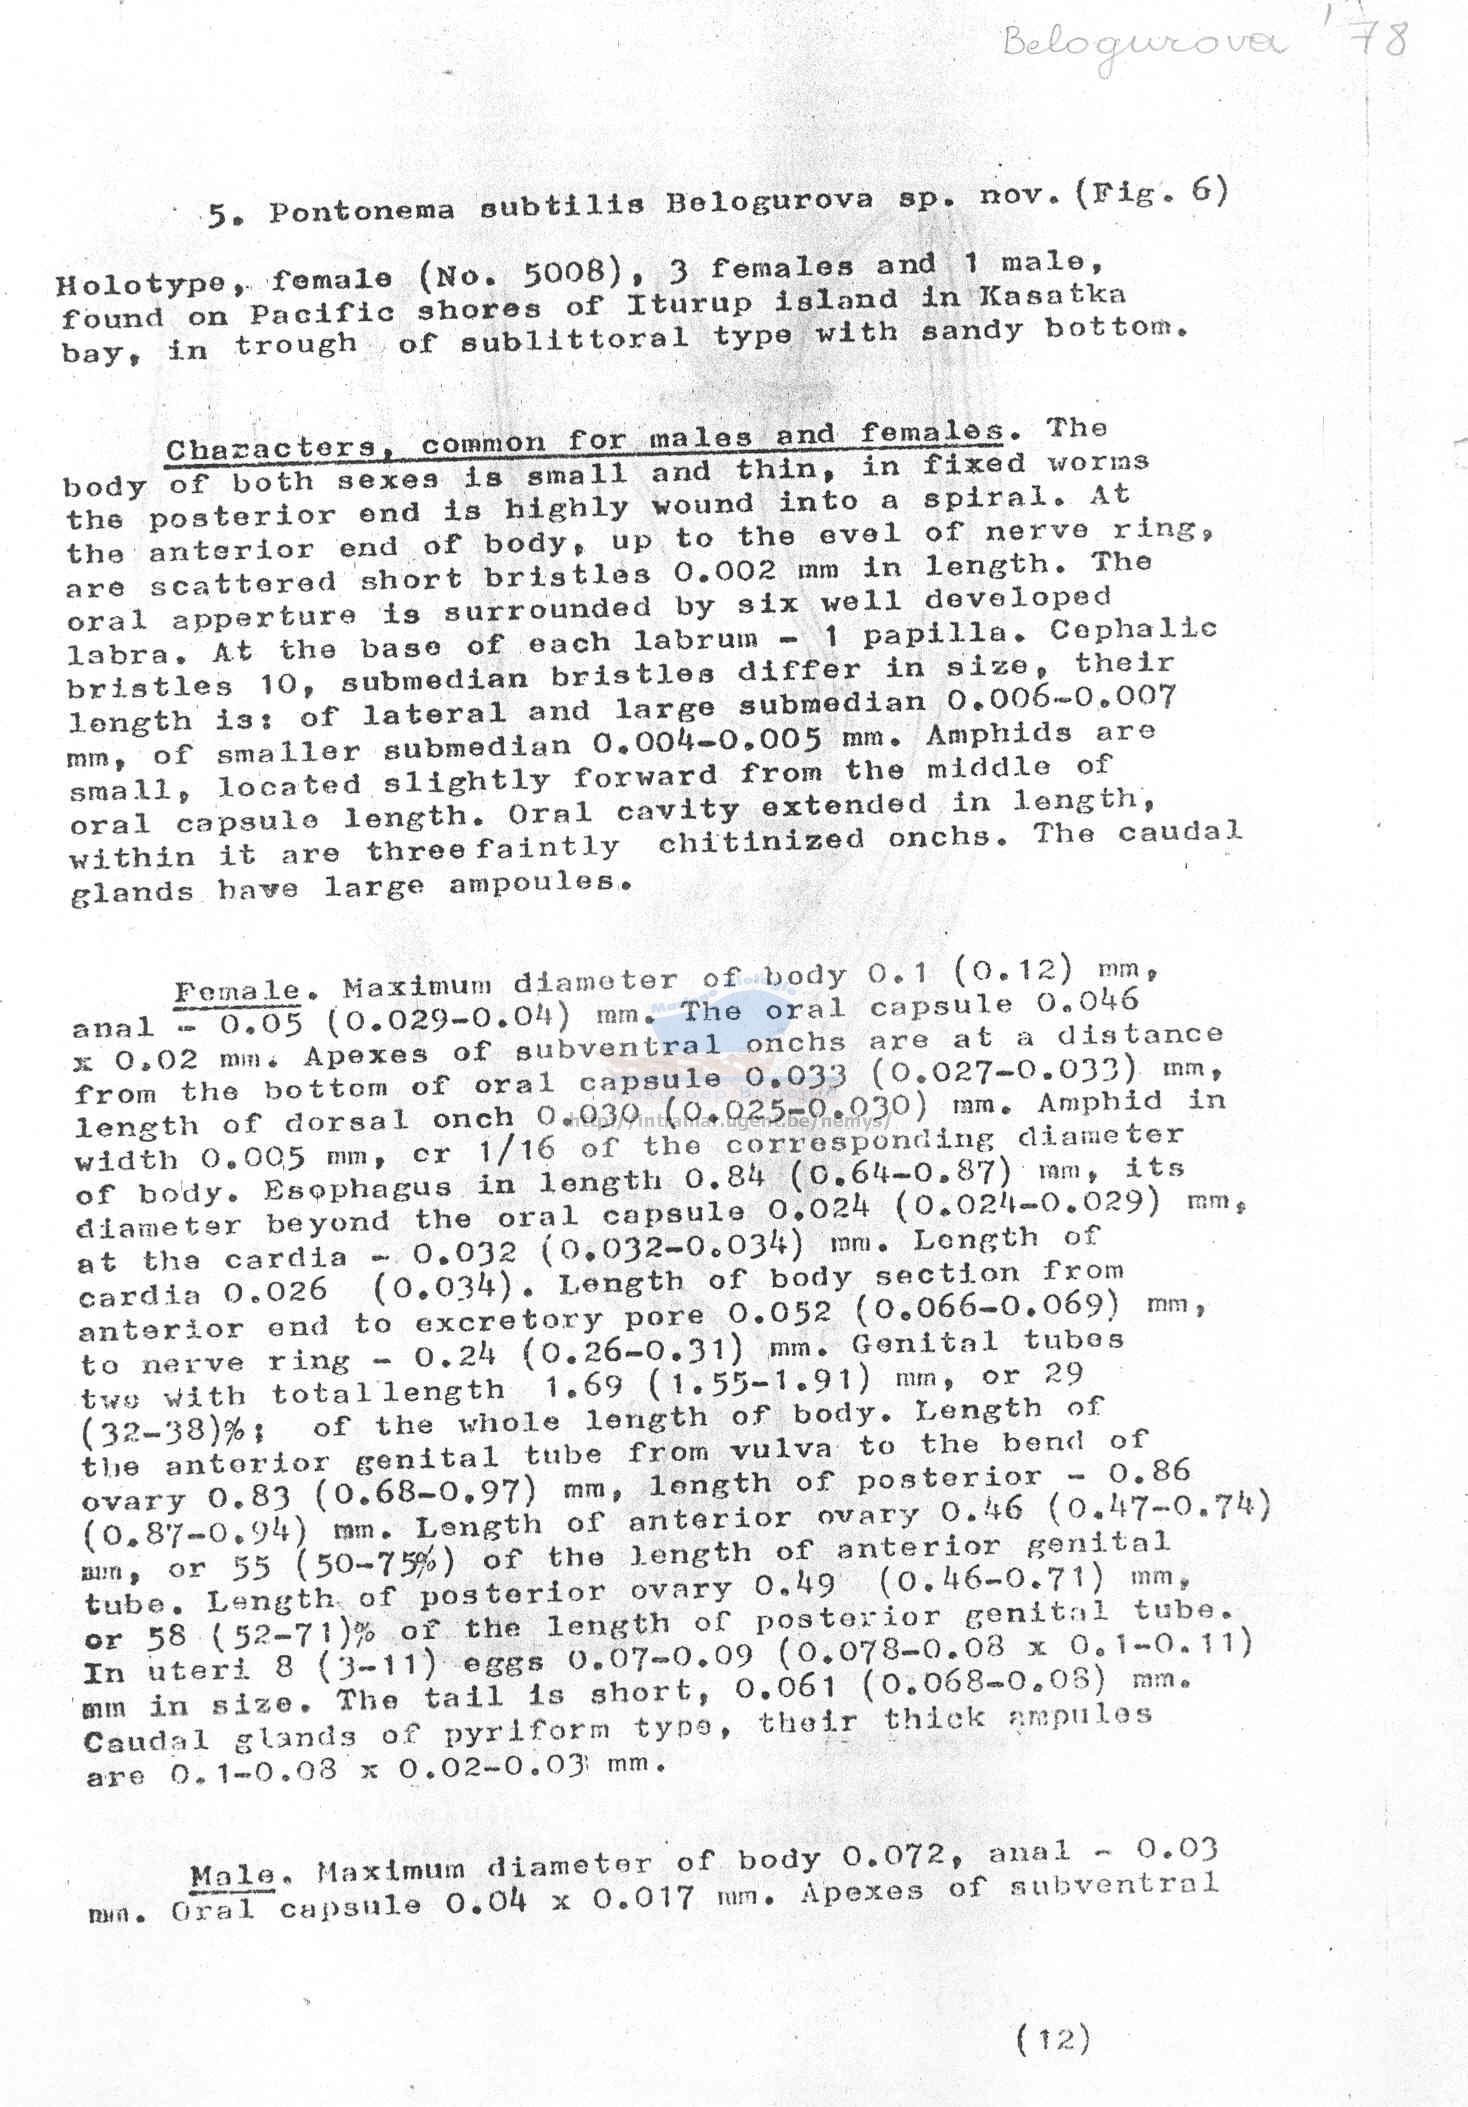 Belogurova '78
5. Pontonema subtilis Belogurova sp. nov. (Fig. 6)
Holotype, female (No. 5008), 3 females and 1 male,
found on Pacific shores of Iturup island in Kasatka
bay, in trough of sublittoral type with sandy bottom.
Characters, common for males and females. The
body of both sexes is small and thin, in fixed worms
the posterior end is highly wound into a spiral. At
the anterior end of body, up to the evel of nerve ring,
are scattered short bristles 0.002 mm in length. The
oral apperture is surrounded by six well developed
labra. At the base of each labrum - 1 papilla. Cephalic
bristles 10, submedian bristles differ in size, their
length is: of lateral and large submedian 0.006-0.007
mm, of smaller submedian 0.004-0.005 mm. Amphids are
small, located slightly forward from the middle of
oral capsule length. Oral cavity extended in length,
within it are three faintly chitinized onchs. The caudal
glands have large ampoules.
Female. Maximum diameter of body 0.1 (0.12) mm,
anal - 0.05 (0.029-0.04) mm. The oral capsule 0.046
x 0.02 mm. Apexes of subventral onchs are at a distance
from the bottom of oral capsule 0.033 (0.027-0.033) mm,
length of dorsal onch 0.030 (0.025-0.030) mm. Amphid in
http://intramar.ugent.be/nemys/
width 0.005 mm, or 1/16 of the corresponding diameter
of body. Esophagus in length 0.84 (0.64-0.87) mm, its
diameter beyond the oral capsule 0.024 (0.024-0.029) mm,
at the cardia - 0.032 (0.032-0.034) mm. Length of
cardia 0.026 (0.034). Length of body section from
anterior end to excretory pore 0.052 (0.066-0.069) mm,
to nerve ring - 0.24 (0.26-0.31) mm. Genital tubes
two with total length 1.69 (1.55-1.91) mm, or 29
(32-38)%; of the whole length of body. Length of
the anterior genital tube from vulva to the bend of
ovary 0.83 (0.68-0.97) mm, length of posterior - 0.86
(0.87-0.94) mm. Length of anterior ovary 0.46 (0.47-0.74)
mm, or 55 (50-75%) of the length of anterior genital
tube. Length of posterior ovary 0.49 (0.46-0.71) mm,
or 58 (52-71)% of the length of posterior genital tube.
In uteri 8 (3-11) eggs 0.07-0.09 (0.078-0.08 x 0.1-0.11)
mm in size. The tail is short, 0.061 (0.068-0.08) mm.
Caudal glands of pyriform type, their thick ampules
are 0.1-0.08 x 0.02-0.03 mm.
Male. Maximum diameter of body 0.072, anal - 0.03
mm. Oral capsule 0.04 x 0.017 mm. Apexes of subventral
(12)